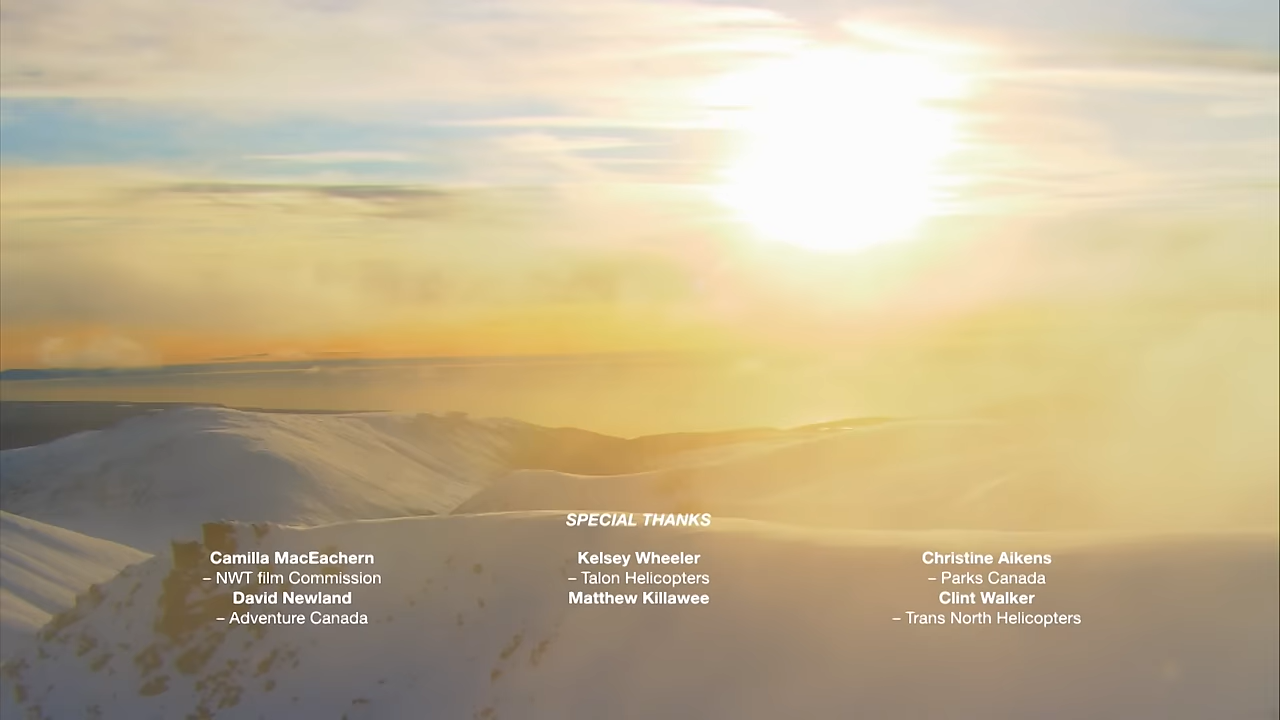 SPECIAL THANKS
Camilla MacEachern
– NWT film Commission
David Newland
– Adventure Canada
Kelsey Wheeler
– Talon Helicopters
Matthew Killawee
Christine Aikens
– Parks Canada
Clint Walker
– Trans North Helicopters